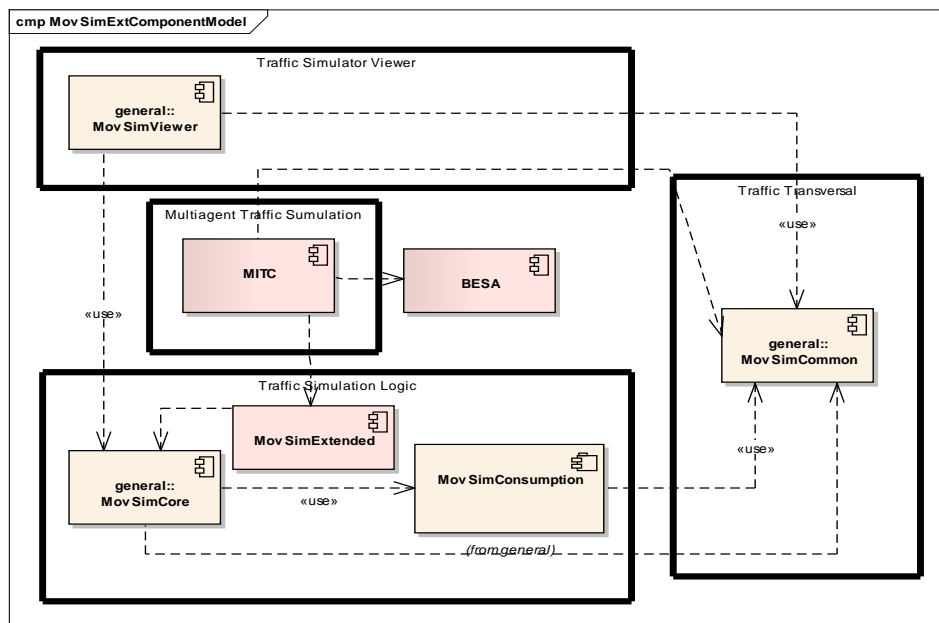 cmp MovSimExtComponentModel
Traffic Simulator Viewer
general::
MovSimViewer
Traffic Transversal
Multiagent Traffic Sumulation
«use»
MITC
BESA
«use»
general::
MovSimCommon
Traffic Simulation Logic
MovSimExtended
«use»
general::
MovSimCore
MovSimConsumption
«use»
(from general)